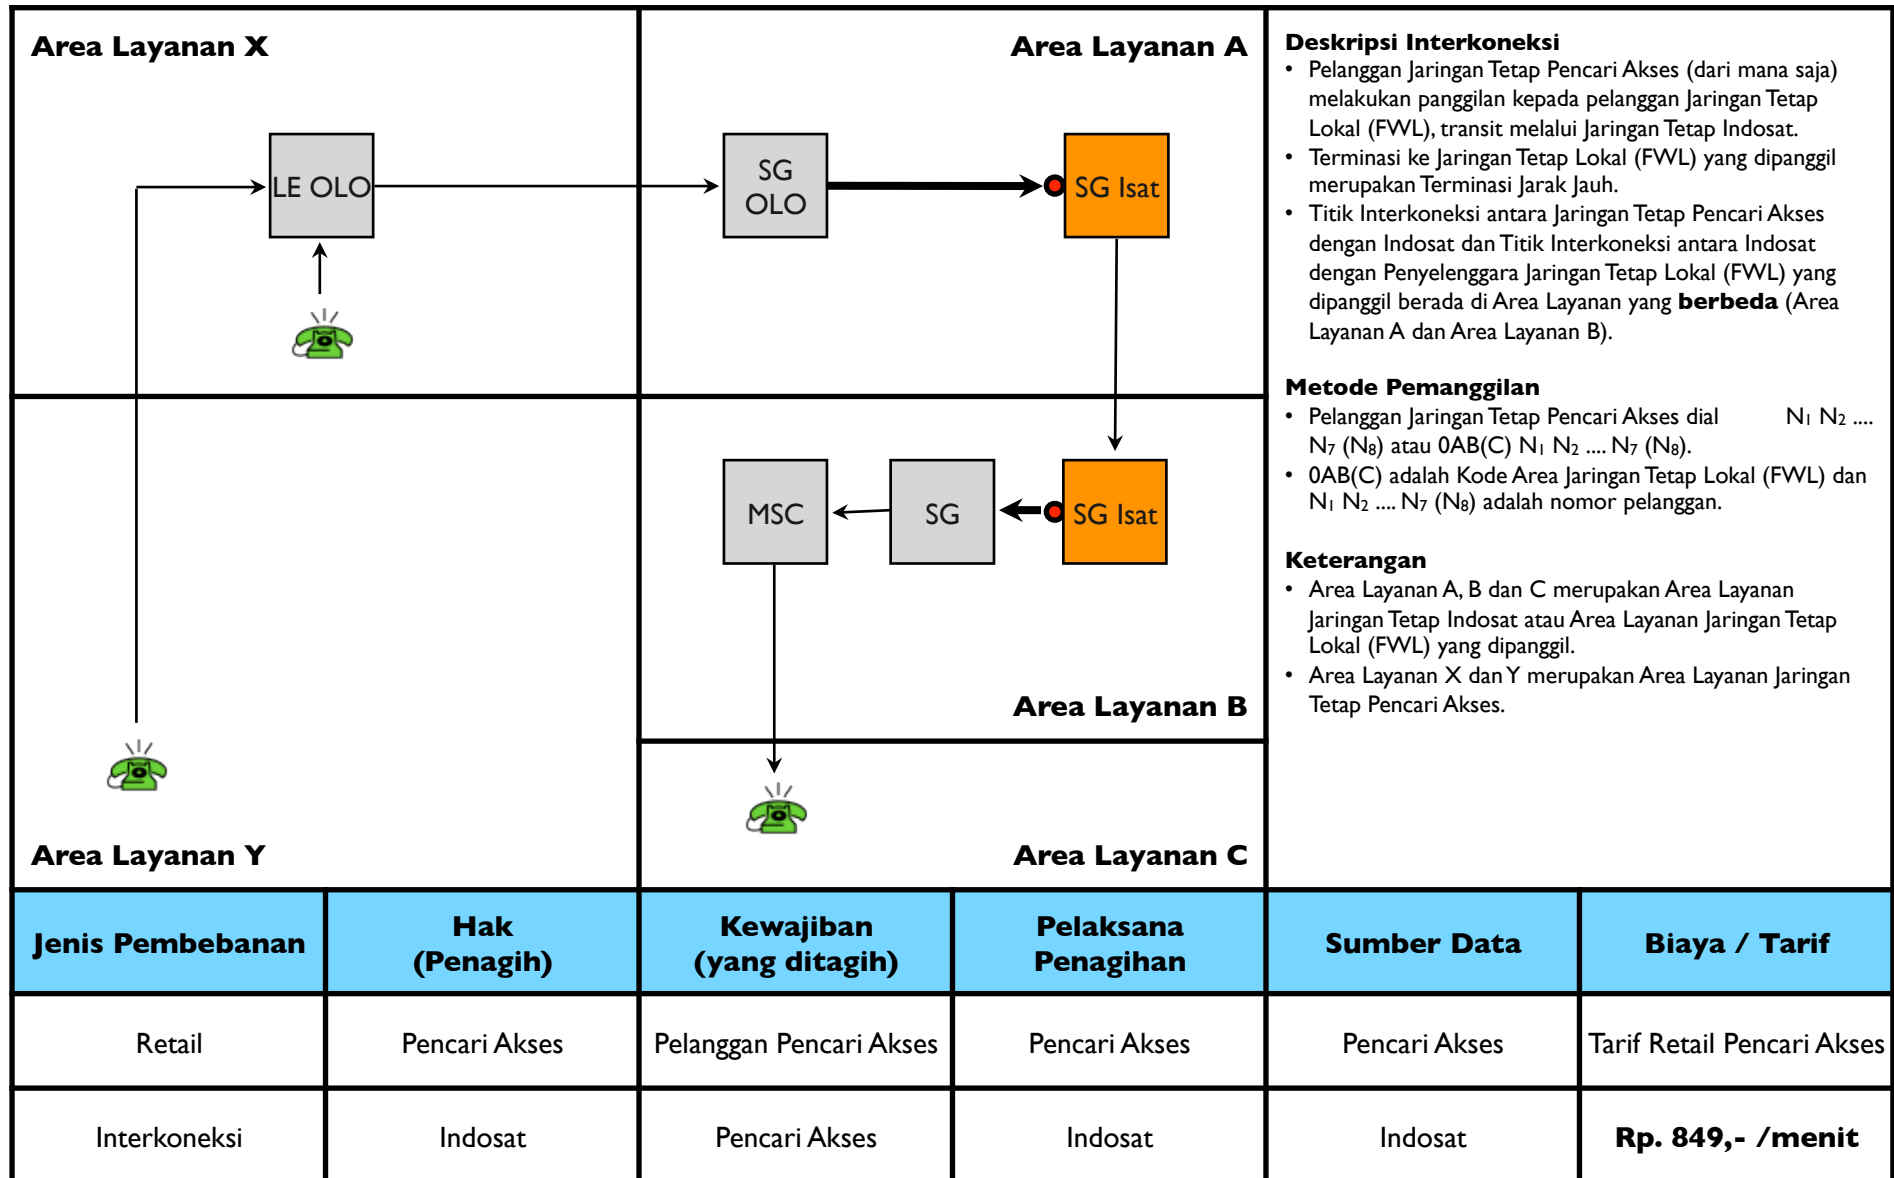 Area Layanan X
Area Layanan A
LE OLO
SG
OLO
SG Isat
MSC
SG
SG Isat
Area Layanan B
Area Layanan Y
Area Layanan C
Deskripsi Interkoneksi
• Pelanggan Jaringan Tetap Pencari Akses (dari mana saja)
melakukan panggilan kepada pelanggan Jaringan Tetap
Lokal (FWL), transit melalui Jaringan Tetap Indosat.
• Terminasi ke Jaringan Tetap Lokal (FWL) yang dipanggil
merupakan Terminasi Jarak Jauh.
• Titik Interkoneksi antara Jaringan Tetap Pencari Akses
dengan Indosat dan Titik Interkoneksi antara Indosat
dengan Penyelenggara Jaringan Tetap Lokal (FWL) yang
dipanggil berada di Area Layanan yang berbeda (Area
Layanan A dan Area Layanan B).
Metode Pemanggilan
• Pelanggan Jaringan Tetap Pencari Akses dial N₁ N₂ ....
N₇ (N₈) atau 0AB(C) N₁ N₂ .... N₇ (N₈).
• 0AB(C) adalah Kode Area Jaringan Tetap Lokal (FWL) dan
N₁ N₂ .... N₇ (N₈) adalah nomor pelanggan.
Keterangan
• Area Layanan A, B dan C merupakan Area Layanan
Jaringan Tetap Indosat atau Area Layanan Jaringan Tetap
Lokal (FWL) yang dipanggil.
• Area Layanan X dan Y merupakan Area Layanan Jaringan
Tetap Pencari Akses.
Jenis Pembebanan
Hak
(Penagih)
Kewajiban
(yang ditagih)
Pelaksana
Penagihan
Sumber Data
Biaya / Tarif
Retail
Pencari Akses
Pelanggan Pencari Akses
Pencari Akses
Pencari Akses
Tarif Retail Pencari Akses
Interkoneksi
Indosat
Pencari Akses
Indosat
Indosat
Rp. 849,- /menit